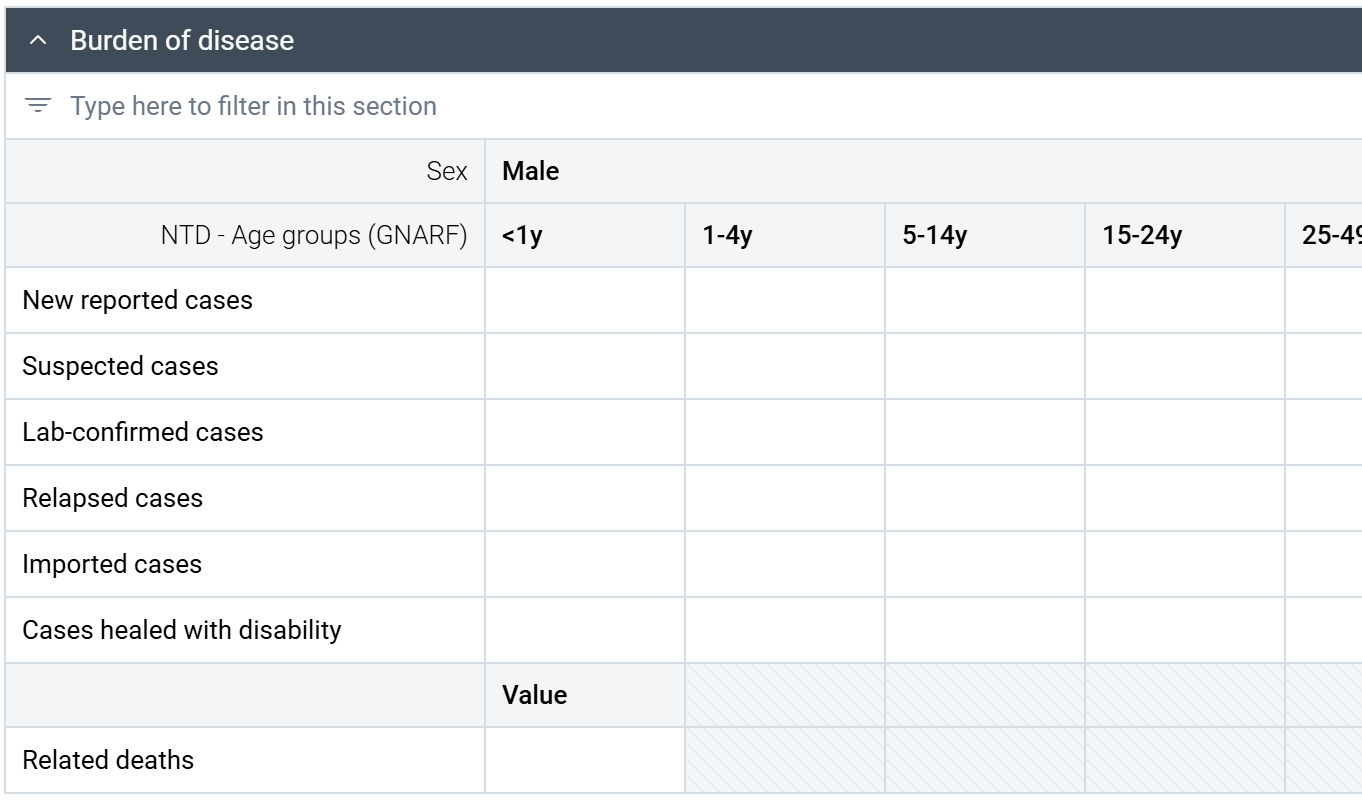 Burden of disease
Type here to filter in this section
Sex Male
NTD - Age groups (GNARF) <1y 1-4y 5-14y 15-24y 25-49
New reported cases
Suspected cases
Lab-confirmed cases
Relapsed cases
Imported cases
Cases healed with disability
Value
Related deaths